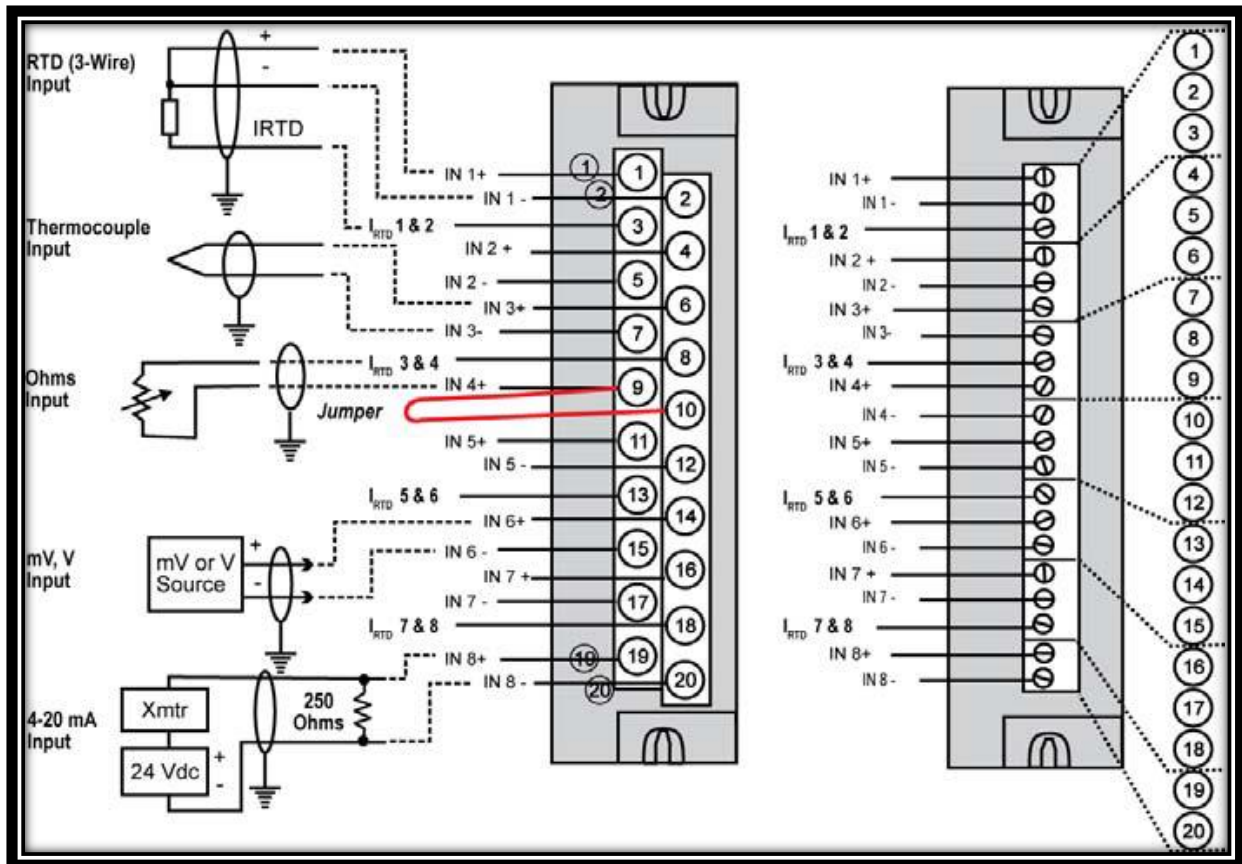 RTD (3-Wire)
Input
+
-
IRTD
Thermocouple
Input
Ohms
Input
Jumper
mV, V
Input
mV or V
Source
+
-
4-20 mA
Input
Xmtr
24 Vdc
+
-
250
Ohms
IN 1+
IN 1 -
IRTD 1 & 2
IN 2 +
IN 2 -
IN 3+
IN 3-
IRTD 3 & 4
IN 4+
IN 5+
IN 5 -
IRTD 5 & 6
IN 6+
IN 6 -
IN 7 +
IN 7 -
IRTD 7 & 8
IN 8+
IN 8 -
1
2
19
20
1
2
3
4
5
6
7
8
9
10
11
12
13
14
15
16
17
18
19
20
IN 1+
IN 1 -
IRTD 1 & 2
IN 2 +
IN 2 -
IN 3+
IN 3-
IRTD 3 & 4
IN 4+
IN 4 -
IN 5+
IN 5 -
IRTD 5 & 6
IN 6+
IN 6 -
IN 7 +
IN 7 -
IRTD 7 & 8
IN 8+
IN 8 -
1
2
3
4
5
6
7
8
9
10
11
12
13
14
15
16
17
18
19
20